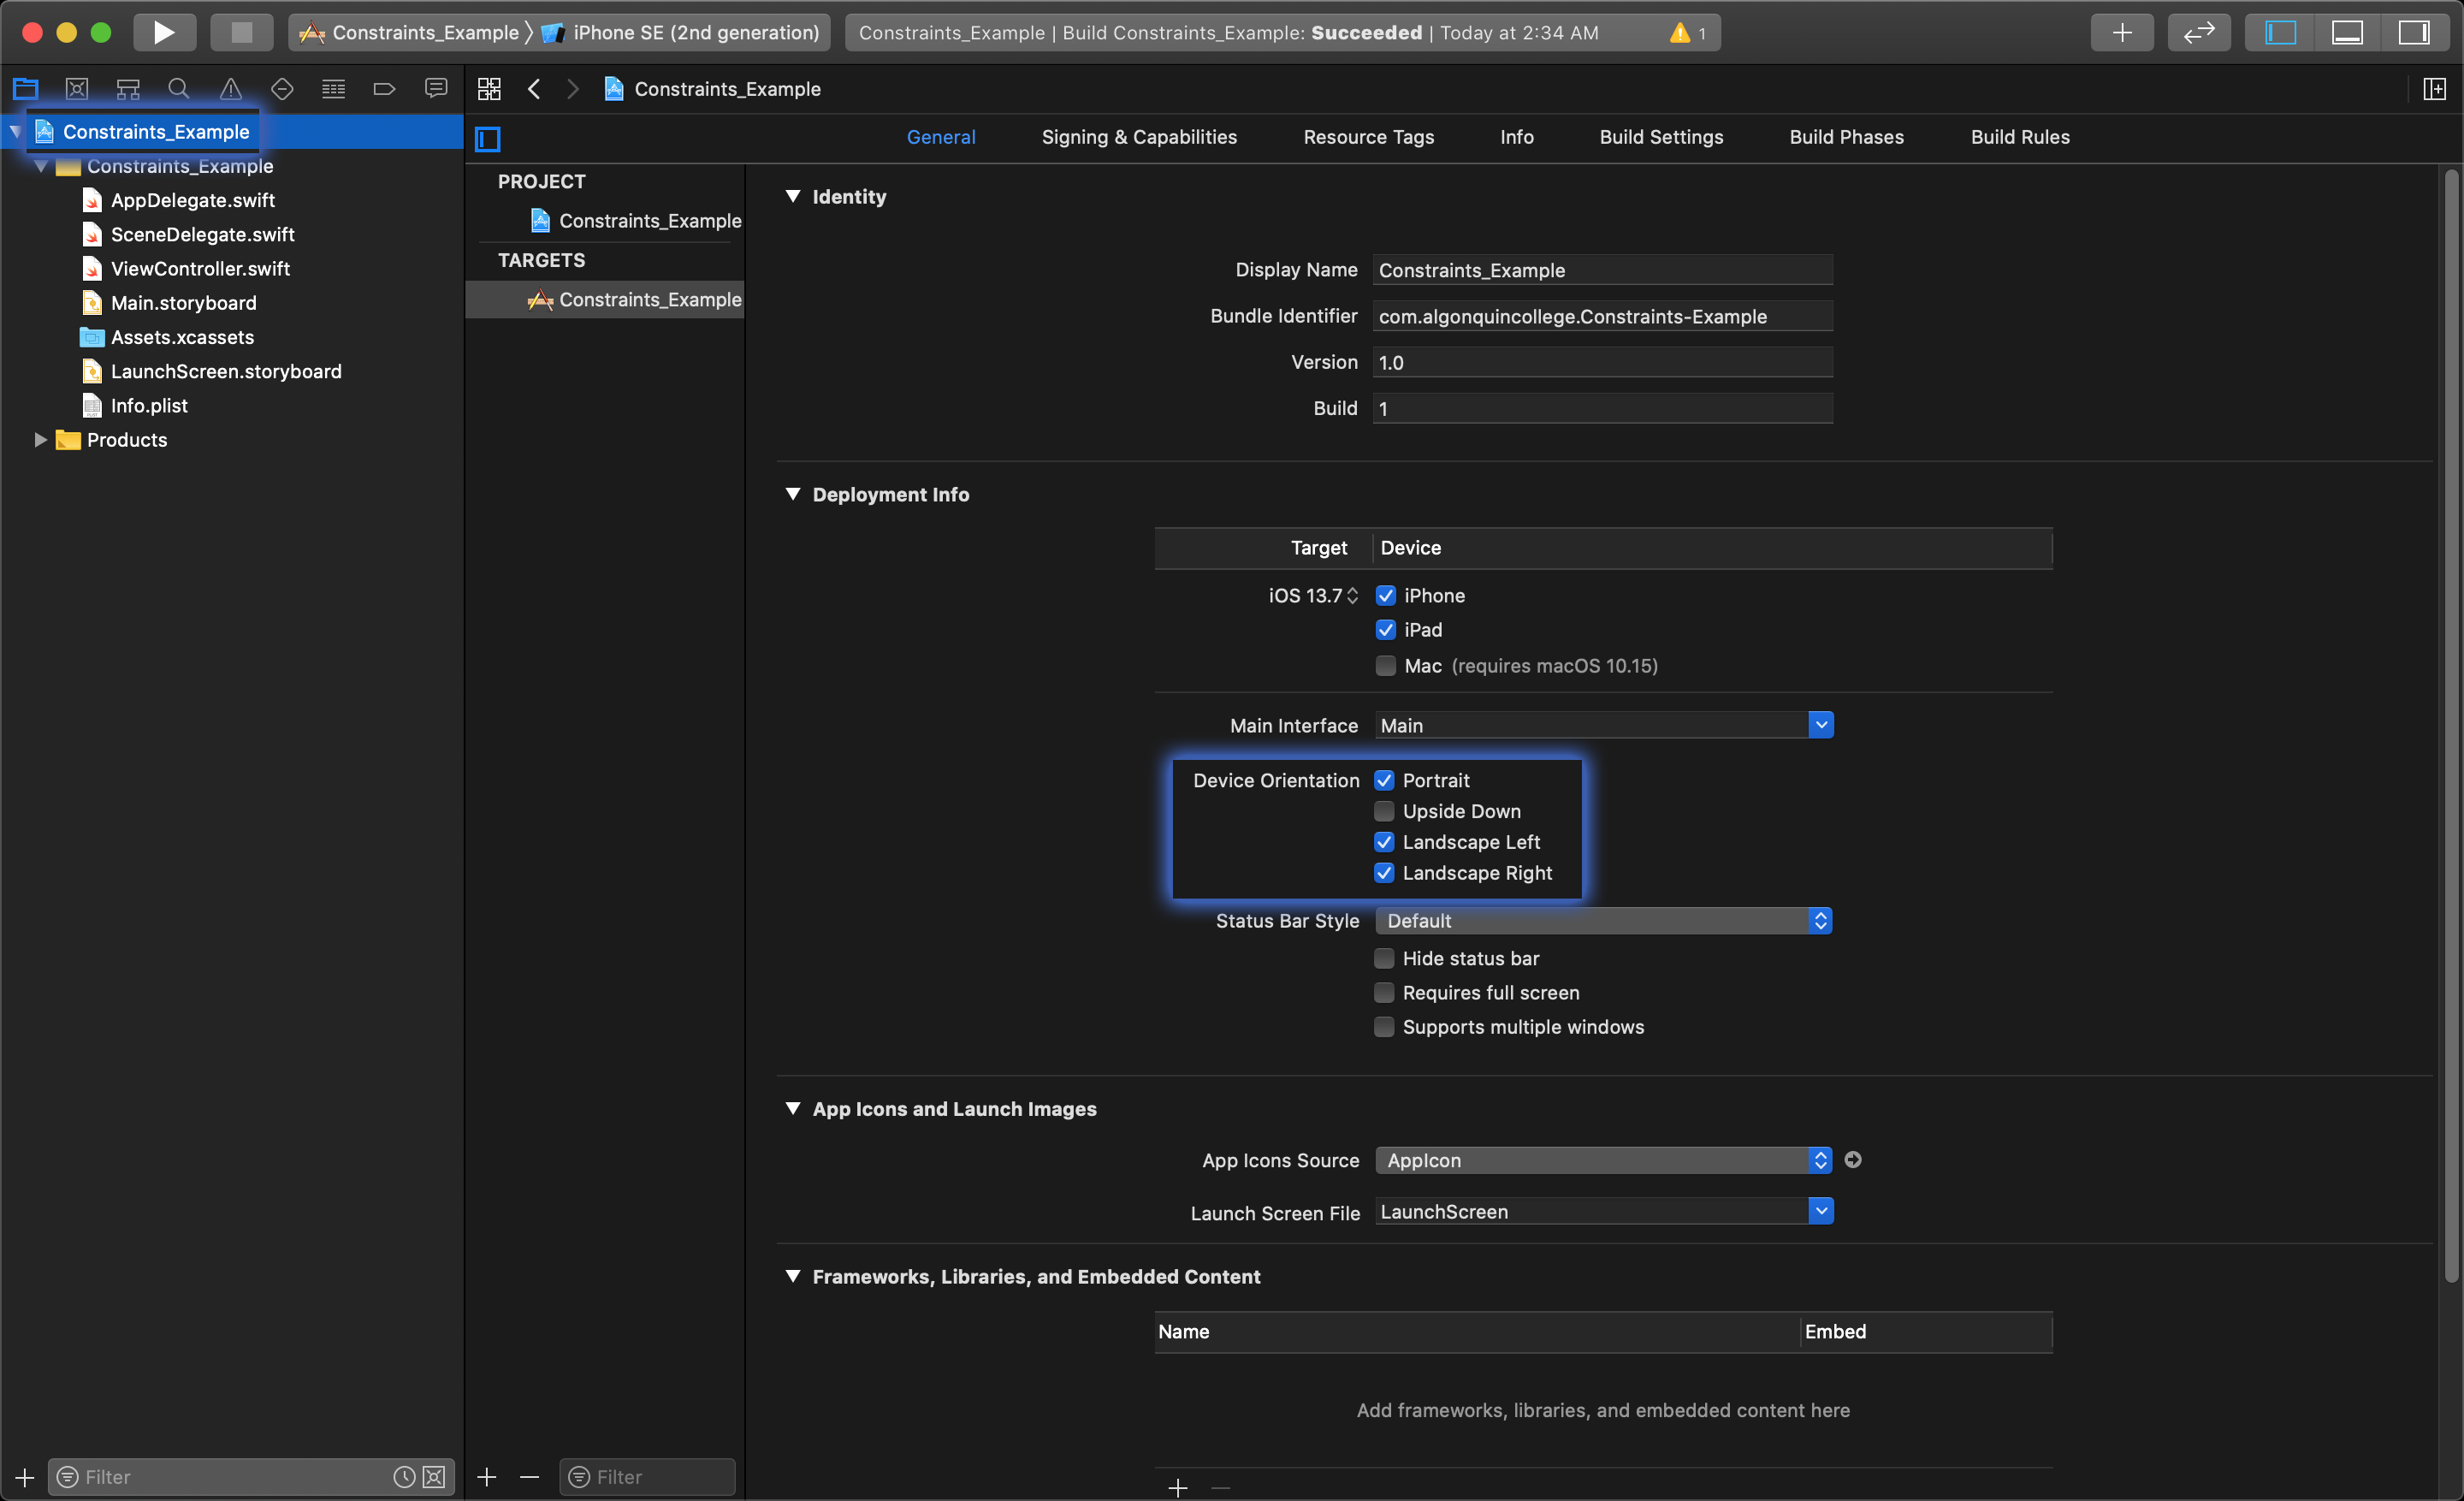 Constraints_Example iPhone SE (2nd generation) Constraints_Example | Build Constraints_Example: Succeeded | Today at 2:34 AM 1
Constraints_Example
Constraints_Example
General Signing & Capabilities Resource Tags Info Build Settings Build Phases Build Rules
Constraints_Example
AppDelegate.swift
SceneDelegate.swift
ViewController.swift
Main.storyboard
Assets.xcassets
LaunchScreen.storyboard
Info.plist
Products
PROJECT
Constraints_Example
TARGETS
Constraints_Example
Identity
Display Name Constraints_Example
Bundle Identifier com.algonquincollege.Constraints-Example
Version 1.0
Build 1
Deployment Info
Target Device
iOS 13.7 iPhone
iPad
Mac (requires macOS 10.15)
Main Interface Main
Device Orientation Portrait
Upside Down
Landscape Left
Landscape Right
Status Bar Style Default
Hide status bar
Requires full screen
Supports multiple windows
App Icons and Launch Images
App Icons Source AppIcon
Launch Screen File LaunchScreen
Frameworks, Libraries, and Embedded Content
Name Embed
Add frameworks, libraries, and embedded content here
Filter
Filter